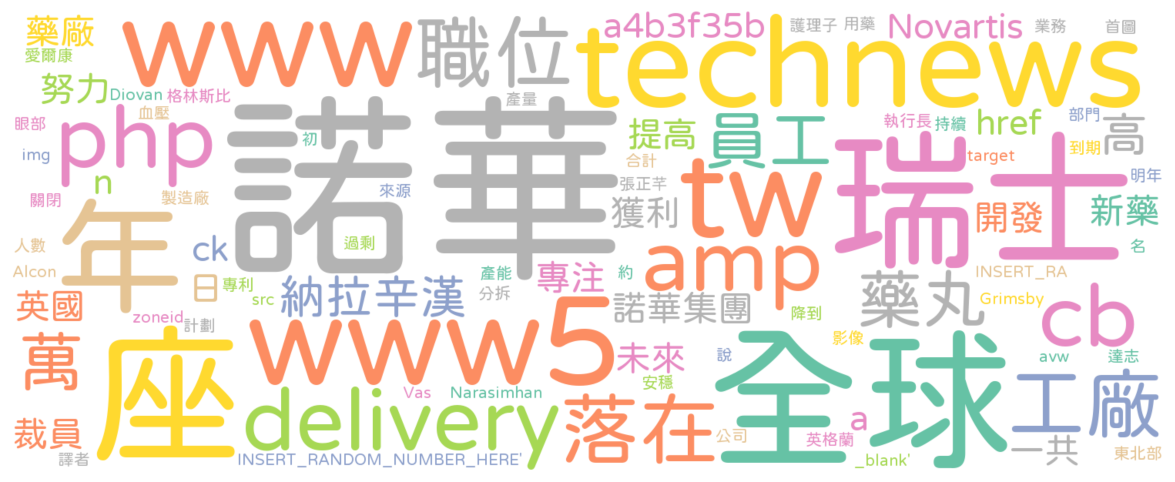 藥廠
www
職位
a4b3f35b
Novartis
護理子
用藥
業務
首圖
愛爾康
technews
努力
Diovan
格林斯比
產量
血壓
諾華
提高
員工
執行長
持續
href
部門
高
眼部
php
初
img
n
合計
瑞士
target
到期
關閉
製造廠
來源
張正芊
tw
明年
年
獲利
開發
新藥
人數
ck
過剩
amp
名
Alcon
日
專利
src
納拉辛漢
產能
專注
約
INSERT_RA
英國
分拆
諾華集團
藥丸
Grimsby
zoneid
計劃
5
降到
cb
萬
座
www
未來
說
影像
全球
avw
達志
安穩
Vas
Narasimhan
工廠
裁員
delivery
落在
公司
英格蘭
a
一共
譯者
INSERT_RANDOM_NUMBER_HERE'
_blank'
東北部